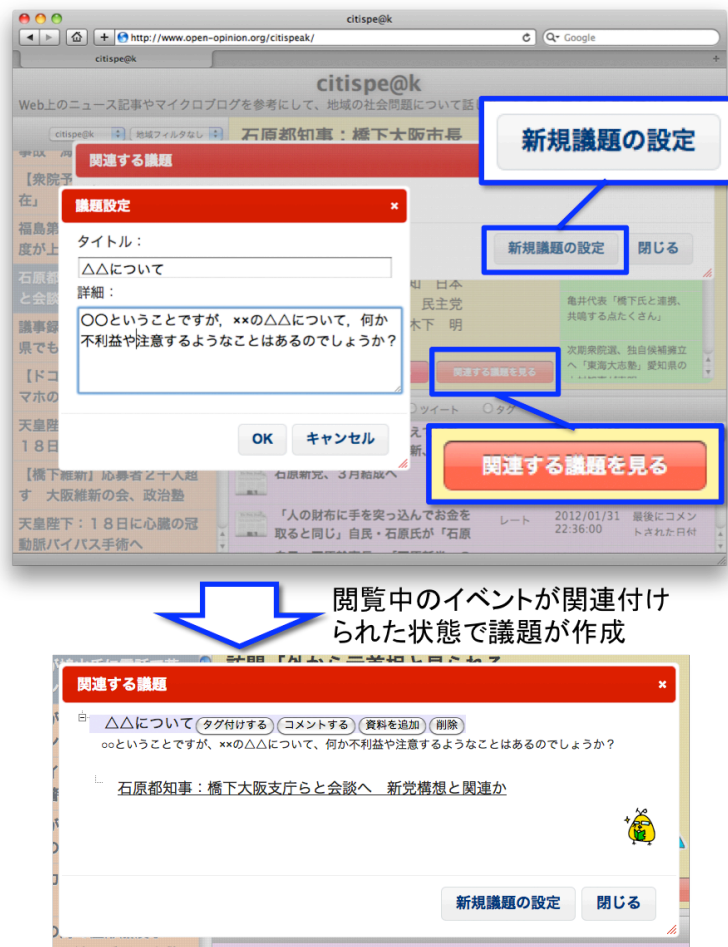 citispe@k
http://www.open-opinion.org/citispeak/
Google
citispe@k
citispe@k
Web上のニュース記事やマイクロブログを参考にして、地域の社会問題について話し
citispe@k
地域フィルタなし
石原都知事：橋下大阪市長
新規議題の設定
関連する議題
【衆院予
在」
議題設定
福島第
度が上
タイトル：
△△について
新規議題の設定
閉じる
石原都
と会談
詳細：
〇〇ということですが，××の△△について，何か
不利益や注意するようなことはあるのでしょうか？
日本
民主党
木下 明
亀井代表「橋下氏と連携、
共鳴する点たくさん」
議事録
県でも
次期衆院選、独自候補擁立
へ「東海大志塾」愛知県の
関連する議題を見る
【ドコ
マホの
ツイート
タグ
天皇陛
１８日
OK
キャンセル
関連する議題を見る
【橋下維新】応募者２千人超
す 大阪維新の会、政治塾
石原新党、３月結成へ
天皇陛下：１８日に心臓の冠
動脈バイパス手術へ
「人の財布に手を突っ込んでお金を
取ると同じ」自民・石原氏が「石原
レート
2012/01/31
22:36:00
最後にコメン
トされた日付
閲覧中のイベントが関連付け
られた状態で議題が作成
関連する議題
△△について
タグ付けする
コメントする
資料を追加
削除
○○ということですが、××の△△について、何か不利益や注意するようなことはあるのでしょうか？
石原都知事：橋下大阪支庁らと会談へ 新党構想と関連か
新規議題の設定
閉じる